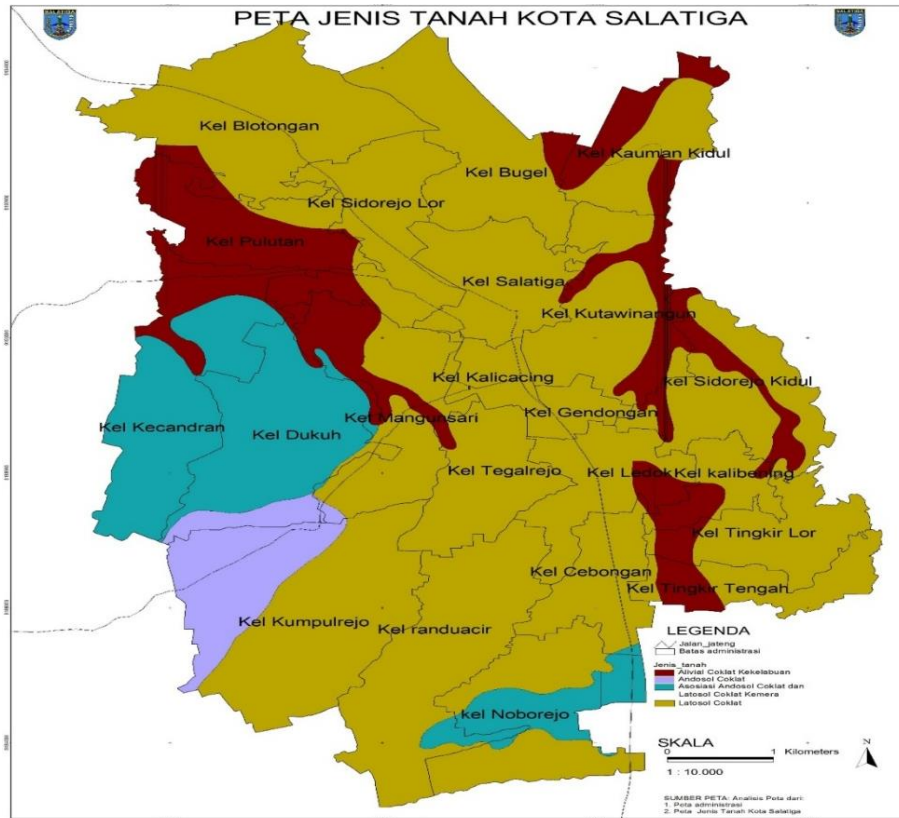 PETA JENIS TANAH KOTA SALATIGA
SALATIGA
Kel Blotongan
Kel Bugel
Kel Kauman Kidul
Kel Sidorejo Lor
Kel Pulutan
Kel Salatiga
Kel Kutawinangun
Kel Kalicacing
kel Sidorejo Kidul
Kel Mangunsari
Kel Gendongan
Kel Kecandran
Kel Dukuh
Kel Tegalrejo
Kel Ledok
Kel kalibening
Kel Tingkir Lor
Kel Cebongan
Kel Tingkir Tengah
Kel Kumpulrejo
Kel randuacir
kel Noborejo
LEGENDA
Jalan_jateng
Batas administrasi
Jenis_tanah
Alivial Coklat Kekelabuan
Andosol Coklat
Asosiasi Andosol Coklat dan
Latosol Coklat Kemera
Latosol Coklat
SKALA
0 1 Kilometers
N
1 : 10.000
SUMBER PETA: Analisis Peta dari:
1. Peta administrasi
2. Peta Jenis Tanah Kota Salatiga